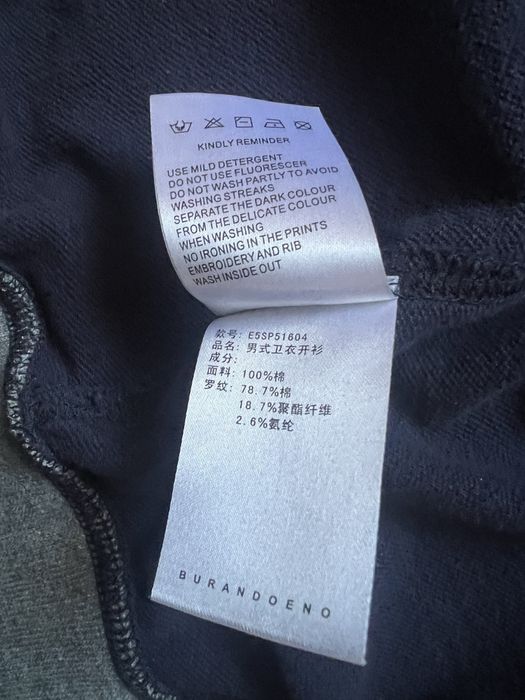 KINDLY REMINDER
USE MILD DETERGENT
DO NOT USE FLUORESCER
DO NOT WASH PARTLY TO AVOID
WASHING STREAKS
SEPARATE THE DARK COLOUR
FROM THE DELICATE COLOUR
WHEN WASHING
NO IRONING IN THE PRINTS
EMBROIDERY AND RIB
WASH INSIDE OUT
款号: E5SP51604
品名: 男式卫衣开衫
成分:
面料: 100%棉
罗纹: 78.7%棉
18.7%聚酯纤维
2.6%氨纶
BURANDOENO